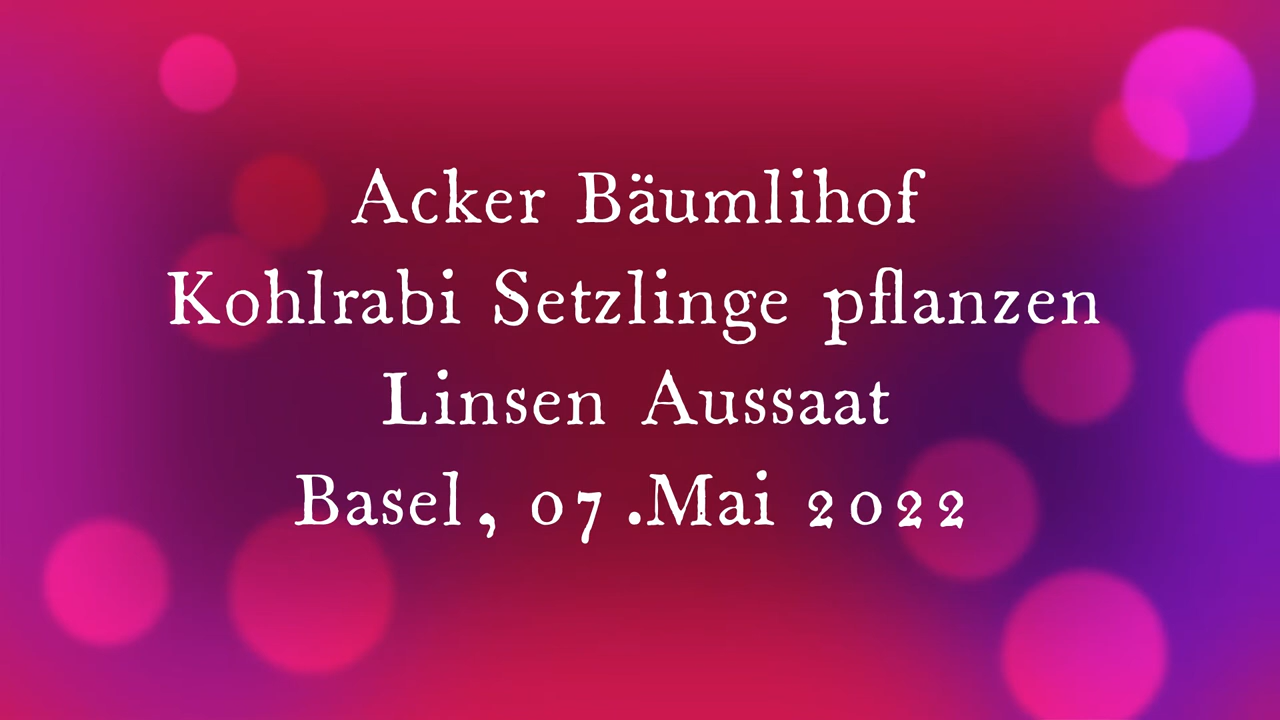 Acker Bäumlihof
Kohlrabi Setzlinge pflanzen
Linsen Aussaat
Basel, 07.Mai 2022